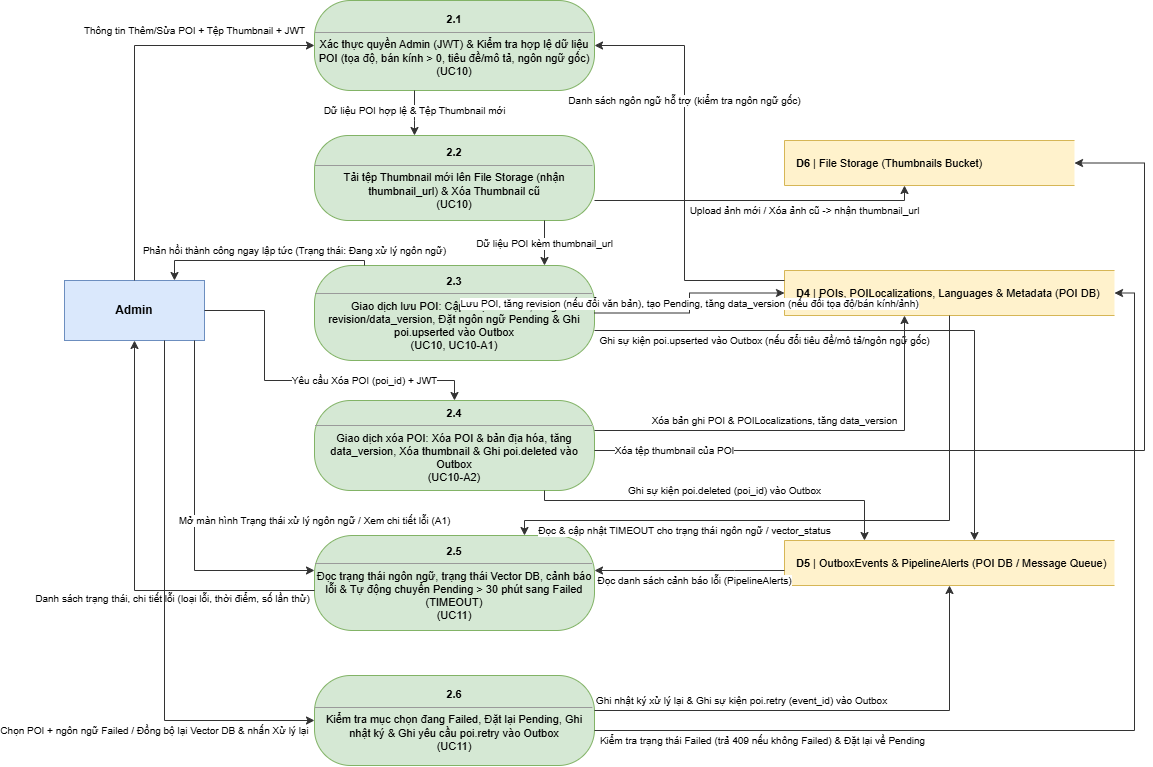 2.1
Thông tin Thêm/Sửa POI + Tệp Thumbnail + JWT
Xác thực quyền Admin (JWT) & Kiểm tra hợp lệ dữ liệu
POI (tọa độ, bán kính > 0, tiêu đề/mô tả, ngôn ngữ gốc)
(UC10)
Danh sách ngôn ngữ hỗ trợ (kiểm tra ngôn ngữ gốc)
Dữ liệu POI hợp lệ & Tệp Thumbnail mới
2.2
Tải tệp Thumbnail mới lên File Storage (nhận
thumbnail_url) & Xóa Thumbnail cũ
(UC10)
D6 | File Storage (Thumbnails Bucket)
Upload ảnh mới / Xóa ảnh cũ -> nhận thumbnail_url
Dữ liệu POI kèm thumbnail_url
Phản hồi thành công ngay lập tức (Trạng thái: Đang xử lý ngôn ngữ)
2.3
Giao dịch lưu POI:
revision/data_version, Đặt ngôn ngữ Pending & Ghi
poi.upserted vào Outbox
(UC10, UC10-A1)
Lưu POI, tăng revision (nếu đổi văn bản), tạo Pending, tăng data_version (nếu đổi tọa độ/bán kính/ảnh)
D4 | POIs, POILocalizations, Languages & Metadata (POI DB)
Admin
Ghi sự kiện poi.upserted vào Outbox (nếu đổi tiêu đề/mô tả/ngôn ngữ gốc)
Yêu cầu Xóa POI (poi_id) + JWT
2.4
Giao dịch xóa POI: Xóa POI & bản địa hóa, tăng
data_version, Xóa thumbnail & Ghi poi.deleted vào
Outbox
(UC10-A2)
Xóa bản ghi POI & POILocalizations, tăng data_version
Xóa tệp thumbnail của POI
Ghi sự kiện poi.deleted (poi_id) vào Outbox
Mở màn hình Trạng thái xử lý ngôn ngữ / Xem chi tiết lỗi (A1)
Đọc & cập nhật TIMEOUT cho trạng thái ngôn ngữ / vector_status
2.5
Đọc trạng thái ngôn ngữ, trạng thái Vector DB, cảnh báo
lỗi & Tự động chuyển Pending > 30 phút sang Failed
(TIMEOUT)
(UC11)
D5 | OutboxEvents & PipelineAlerts (POI DB / Message Queue)
Đọc danh sách cảnh báo lỗi (PipelineAlerts)
Danh sách trạng thái, chi tiết lỗi (loại lỗi, thời điểm, số lần thử)
2.6
Kiểm tra mục chọn đang Failed, Đặt lại Pending, Ghi
nhật ký & Ghi yêu cầu poi.retry vào Outbox
(UC11)
Chọn POI + ngôn ngữ Failed / Đồng bộ lại Vector DB & nhấn Xử lý lại
Ghi nhật ký xử lý lại & Ghi sự kiện poi.retry (event_id) vào Outbox
Kiểm tra trạng thái Failed (trả 409 nếu không Failed) & Đặt lại về Pending